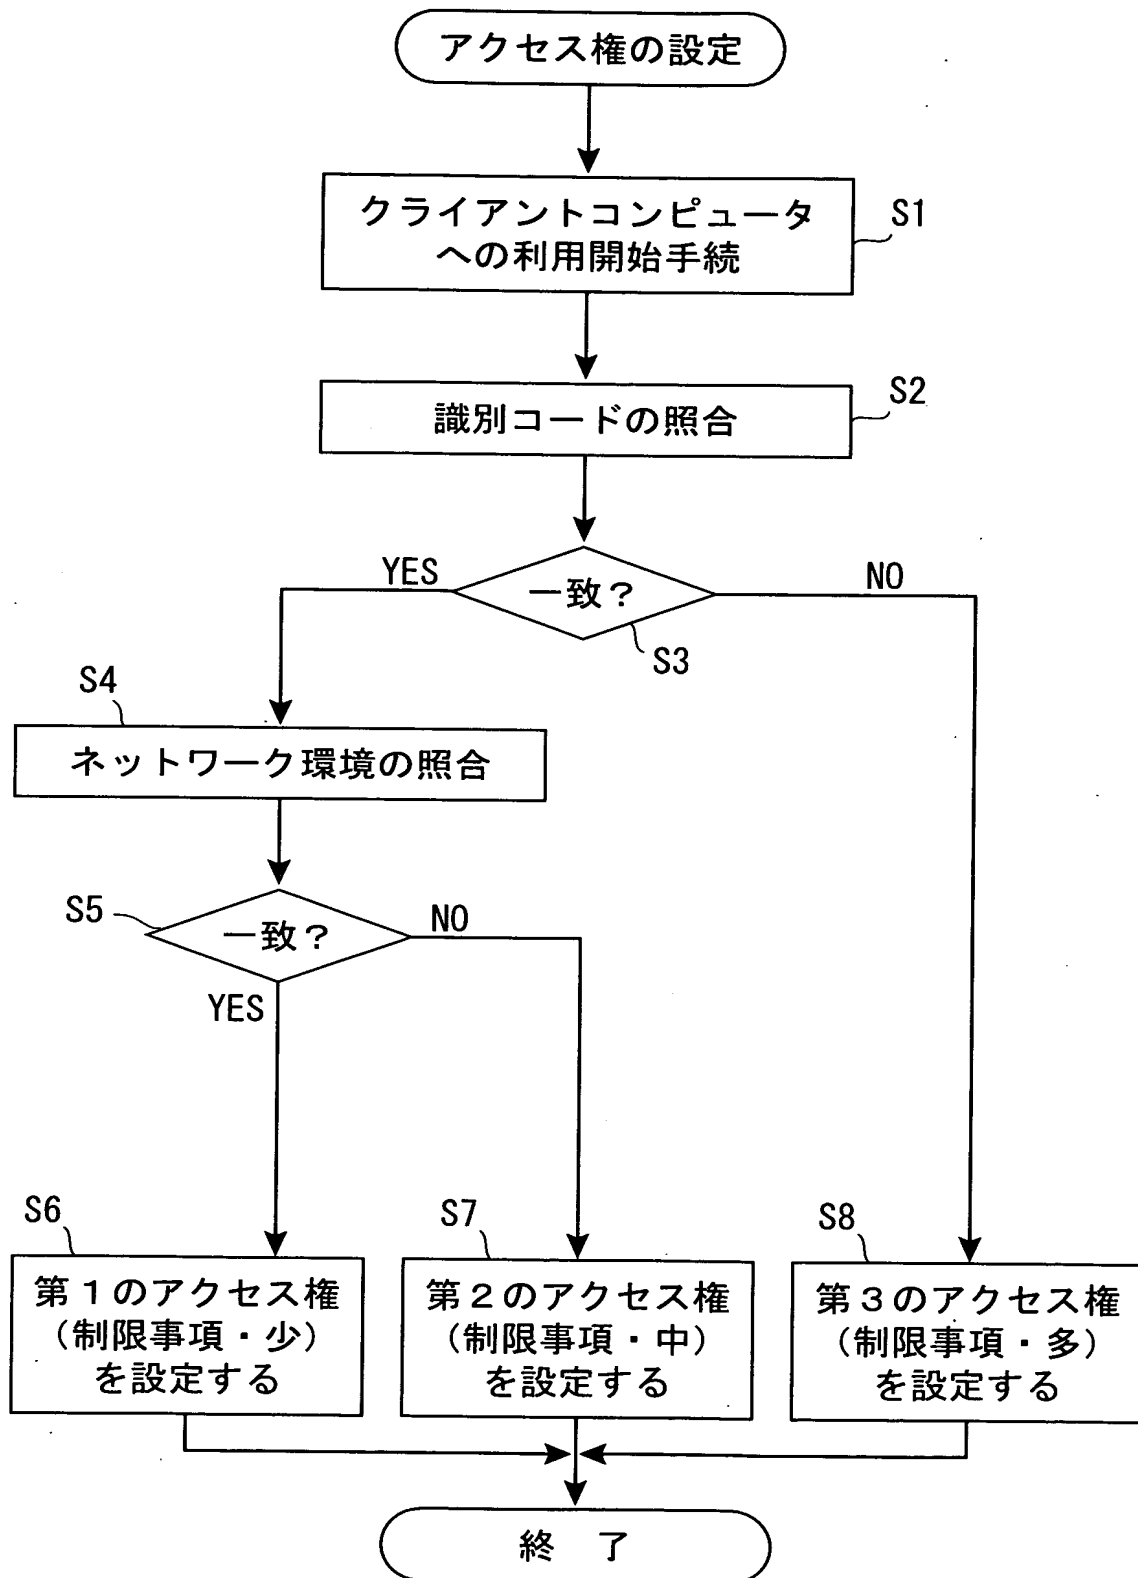 アクセス権の設定
クライアントコンピュータ
への利用開始手続
S1
識別コードの照合
S2
YES
一致？
NO
S3
S4
ネットワーク環境の照合
S5
一致？
NO
YES
S6
第１のアクセス権
（制限事項・少）
を設定する
S7
第２のアクセス権
（制限事項・中）
を設定する
S8
第３のアクセス権
（制限事項・多）
を設定する
終　了